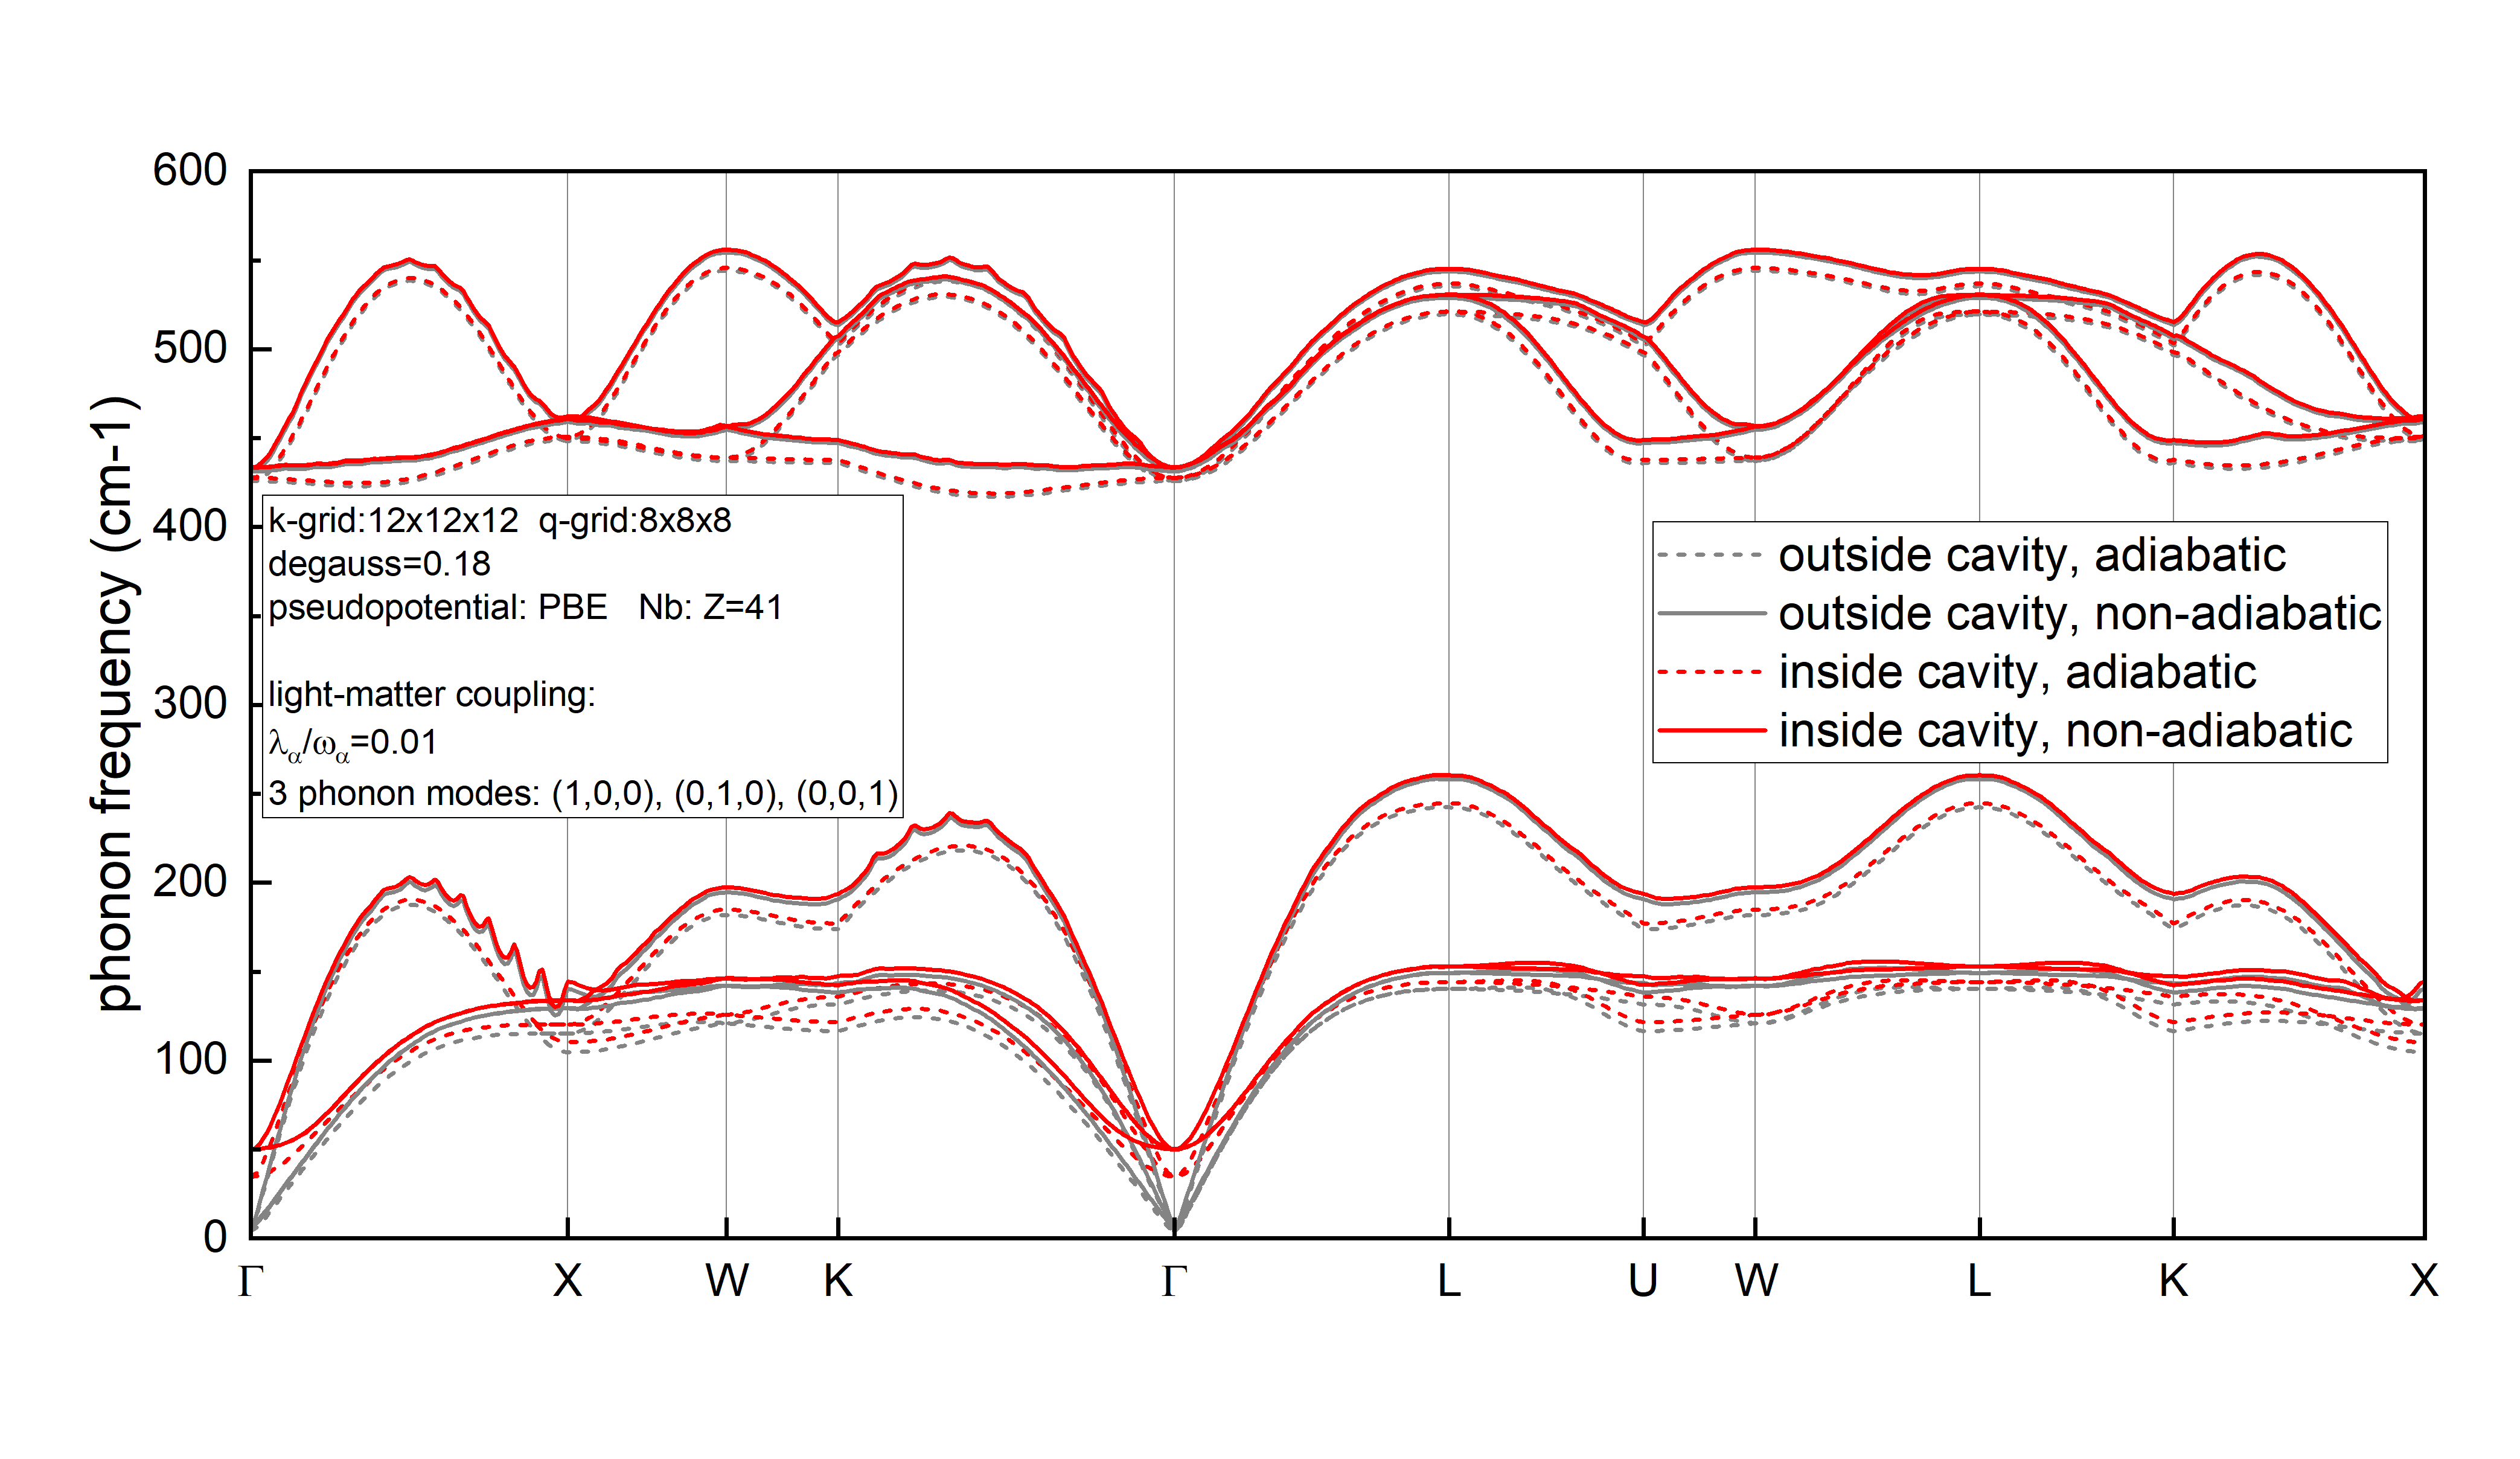 600
500
400
300
200
100
0
phonon frequency (cm-1)
k-grid:12x12x12 q-grid:8x8x8
degauss=0.18
pseudopotential: PBE Nb: Z=41
light-matter coupling:
λα/ωα=0.01
3 phonon modes: (1,0,0), (0,1,0), (0,0,1)
outside cavity, adiabatic
outside cavity, non-adiabatic
inside cavity, adiabatic
inside cavity, non-adiabatic
Γ X W K Γ L U W L K X